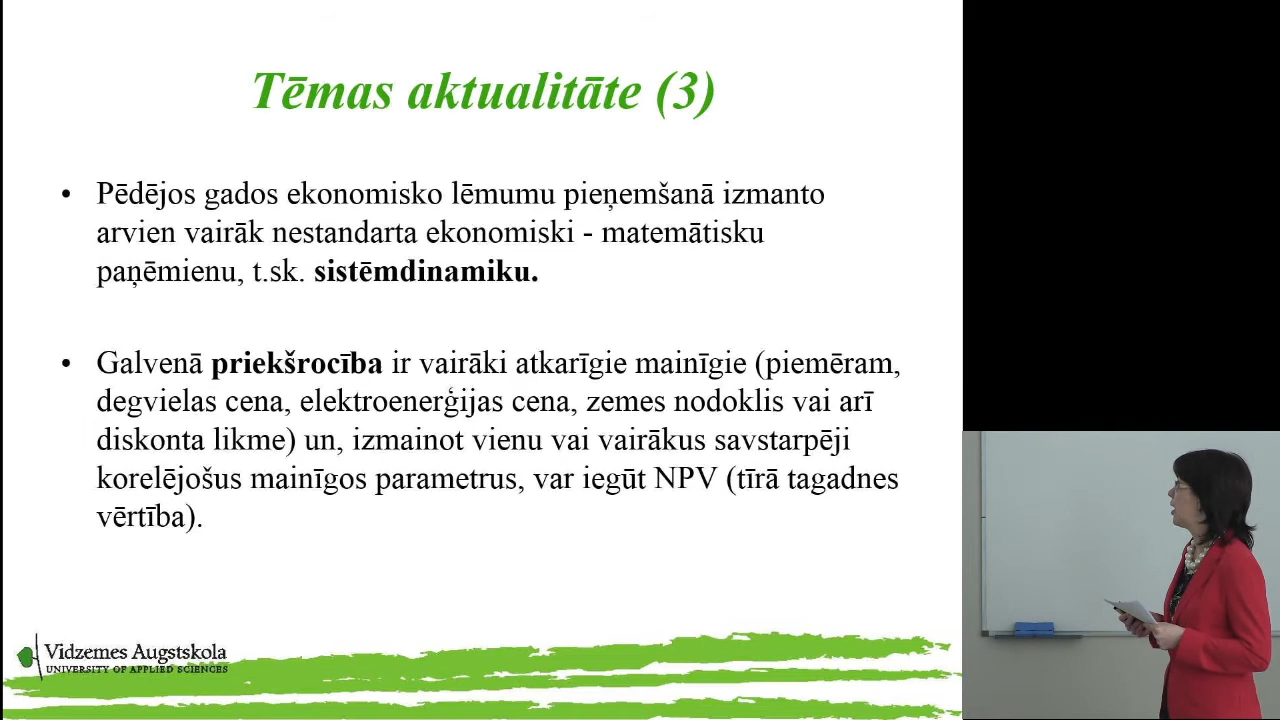 Tēmas aktualitāte (3)
• Pēdējos gados ekonomisko lēmumu pieņemšanā izmanto
arvien vairāk nestandarta ekonomiski - matemātisku
paņēmienu, t.sk. sistēmdinamiku.
• Galvenā priekšrocība ir vairāki atkarīgie mainīgie (piemēram,
degvielas cena, elektroenerģijas cena, zemes nodoklis vai arī
diskonta likme) un, izmainot vienu vai vairākus savstarpēji
korelējošus mainīgos parametrus, var iegūt NPV (tīrā tagadnes
vērtība).
Vidzemes Augstskola
UNIVERSITY OF APPLIED SCIENCES